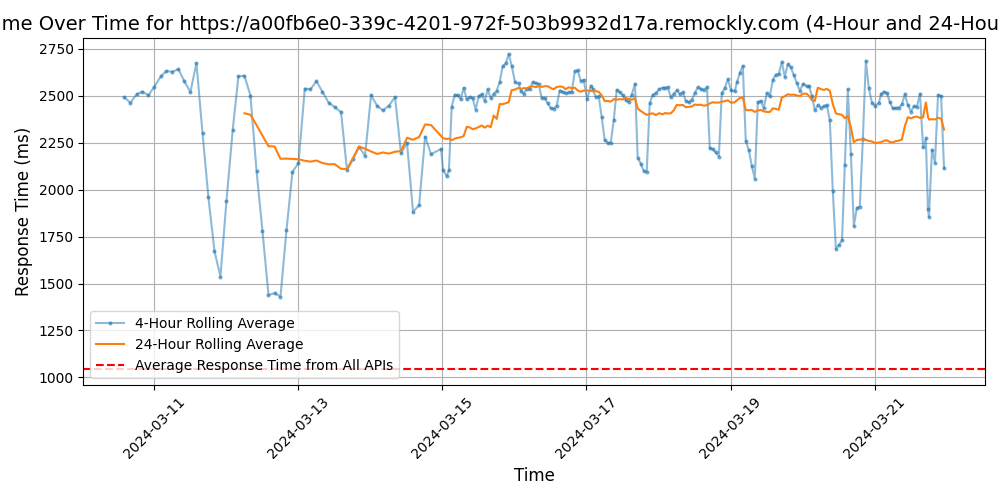 me Over Time for https://a00fb6e0-339c-4201-972f-503b9932d17a.remockly.com (4-Hour and 24-Hou
Response Time (ms)
2750
2500
2250
2000
1750
1500
1250
1000
4-Hour Rolling Average
24-Hour Rolling Average
Average Response Time from All APIs
2024-03-11
2024-03-13
2024-03-15
2024-03-17
2024-03-19
2024-03-21
Time